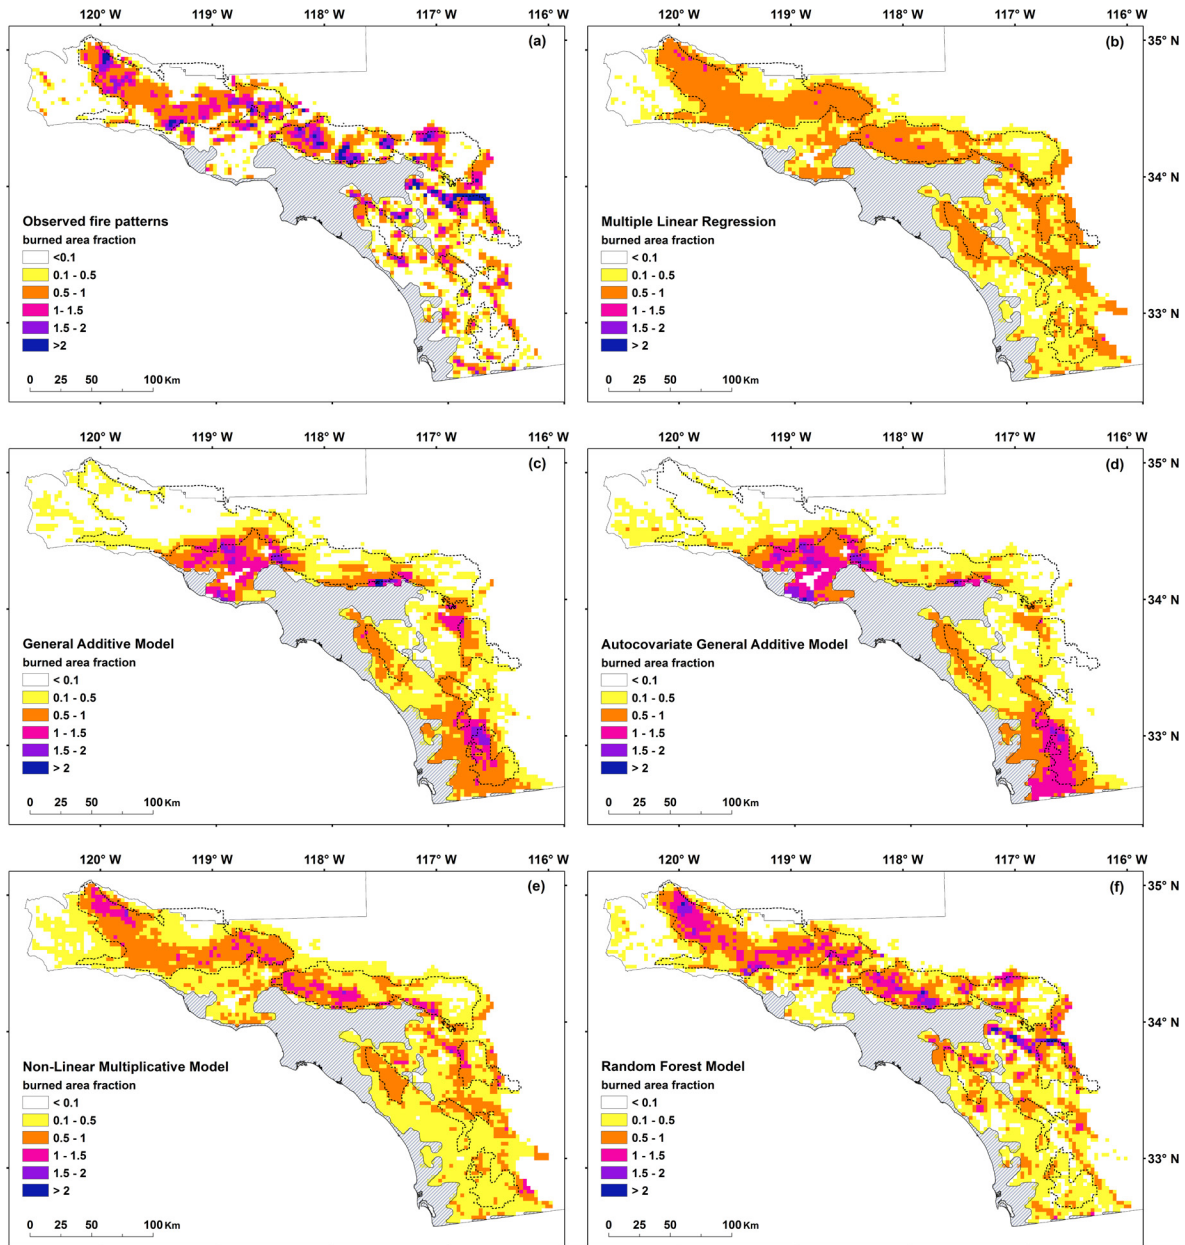 120° W 119° W 118° W 117° W 116° W
(a)
Observed fire patterns
burned area fraction
<0.1
0.1 - 0.5
0.5 - 1
1 - 1.5
1.5 - 2
>2
0 25 50 100 Km
120° W 119° W 118° W 117° W 116° W
(b)
35° N
34° N
33° N
Multiple Linear Regression
burned area fraction
<0.1
0.1 - 0.5
0.5 - 1
1 - 1.5
1.5 - 2
>2
0 25 50 100 Km
120° W 119° W 118° W 117° W 116° W
(c)
General Additive Model
burned area fraction
< 0.1
0.1 - 0.5
0.5 - 1
1 - 1.5
1.5 - 2
> 2
0 25 50 100 Km
120° W 119° W 118° W 117° W 116° W
(d)
35° N
34° N
33° N
Autocovariate General Additive Model
burned area fraction
< 0.1
0.1 - 0.5
0.5 - 1
1 - 1.5
1.5 - 2
> 2
0 25 50 100 Km
120° W 119° W 118° W 117° W 116° W
(e)
Non-Linear Multiplicative Model
burned area fraction
< 0.1
0.1 - 0.5
0.5 - 1
1 - 1.5
1.5 - 2
> 2
0 25 50 100 Km
120° W 119° W 118° W 117° W 116° W
(f)
35° N
34° N
33° N
Random Forest Model
burned area fraction
< 0.1
0.1 - 0.5
0.5 - 1
1 - 1.5
1.5 - 2
> 2
0 25 50 100 Km